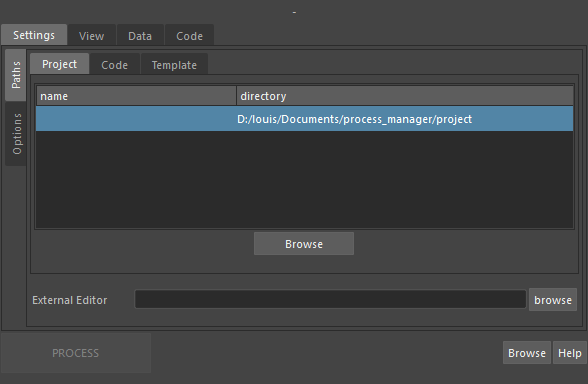 -
Settings View Data Code
Paths
Options
Project Code Template
name directory
D:/louis/Documents/process_manager/project
Browse
External Editor browse
PROCESS Browse Help